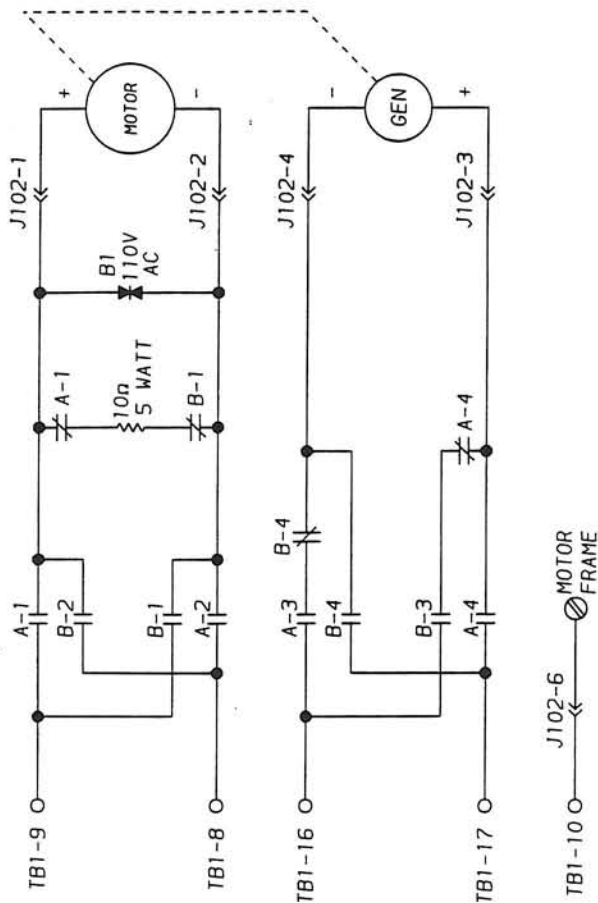 TB1-9
A-1
B-2
A-1
J102-1
+
MOTOR
-
B1
110V
AC
10Ω
5 WATT
B-1
B-1
A-2
TB1-8
J102-2
TB1-16
A-3
B-4
B-4
J102-4
-
GEN
+
B-3
A-4
A-4
TB1-17
J102-3
TB1-10
J102-6
MOTOR
FRAME